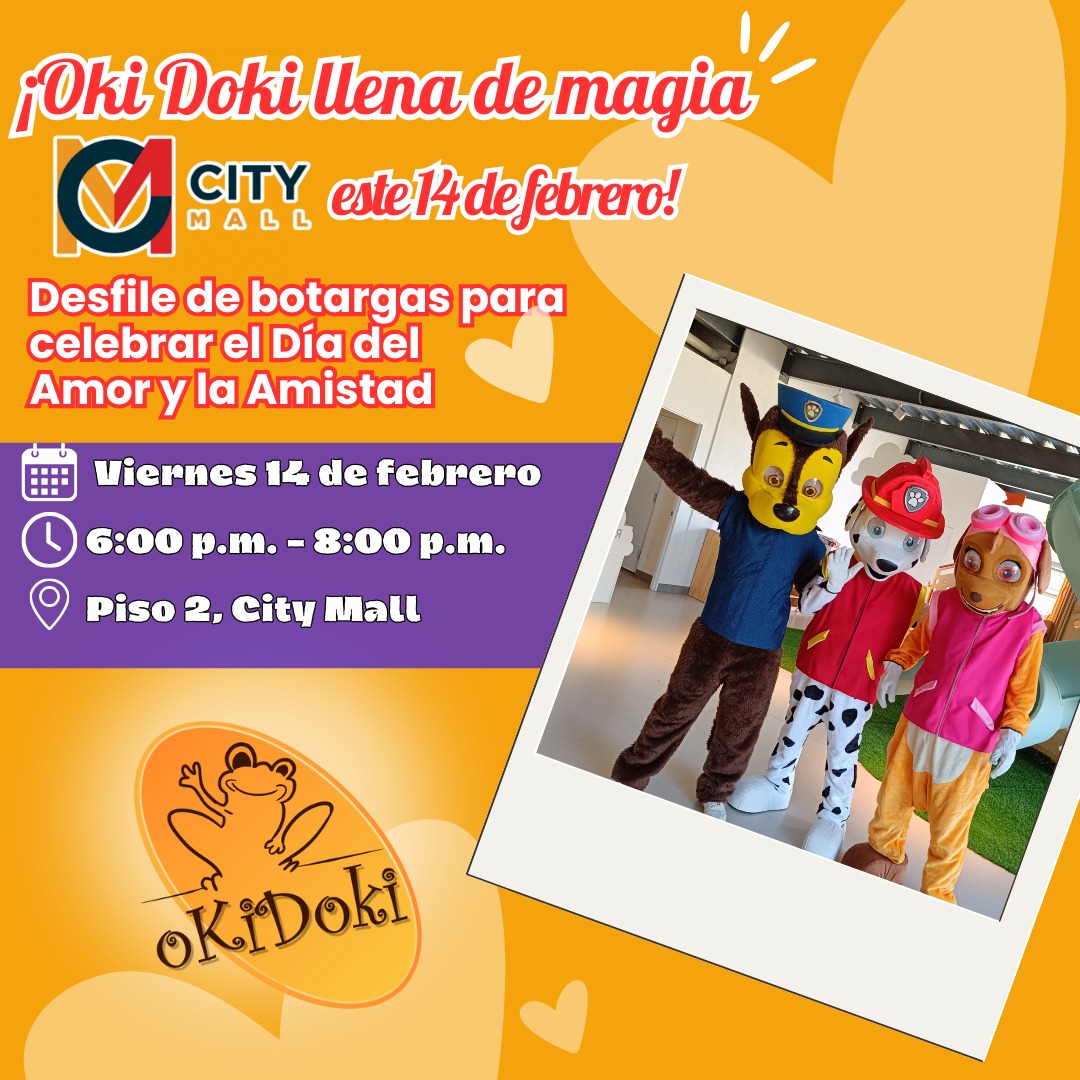 ¡Oki Doki llena de magia
CITY
MALL
este 14 de febrero!
Desfile de botargas para
celebrar el Día del
Amor y la Amistad
Viernes 14 de febrero
6:00 p.m. - 8:00 p.m.
Piso 2, City Mall
oKiDoki